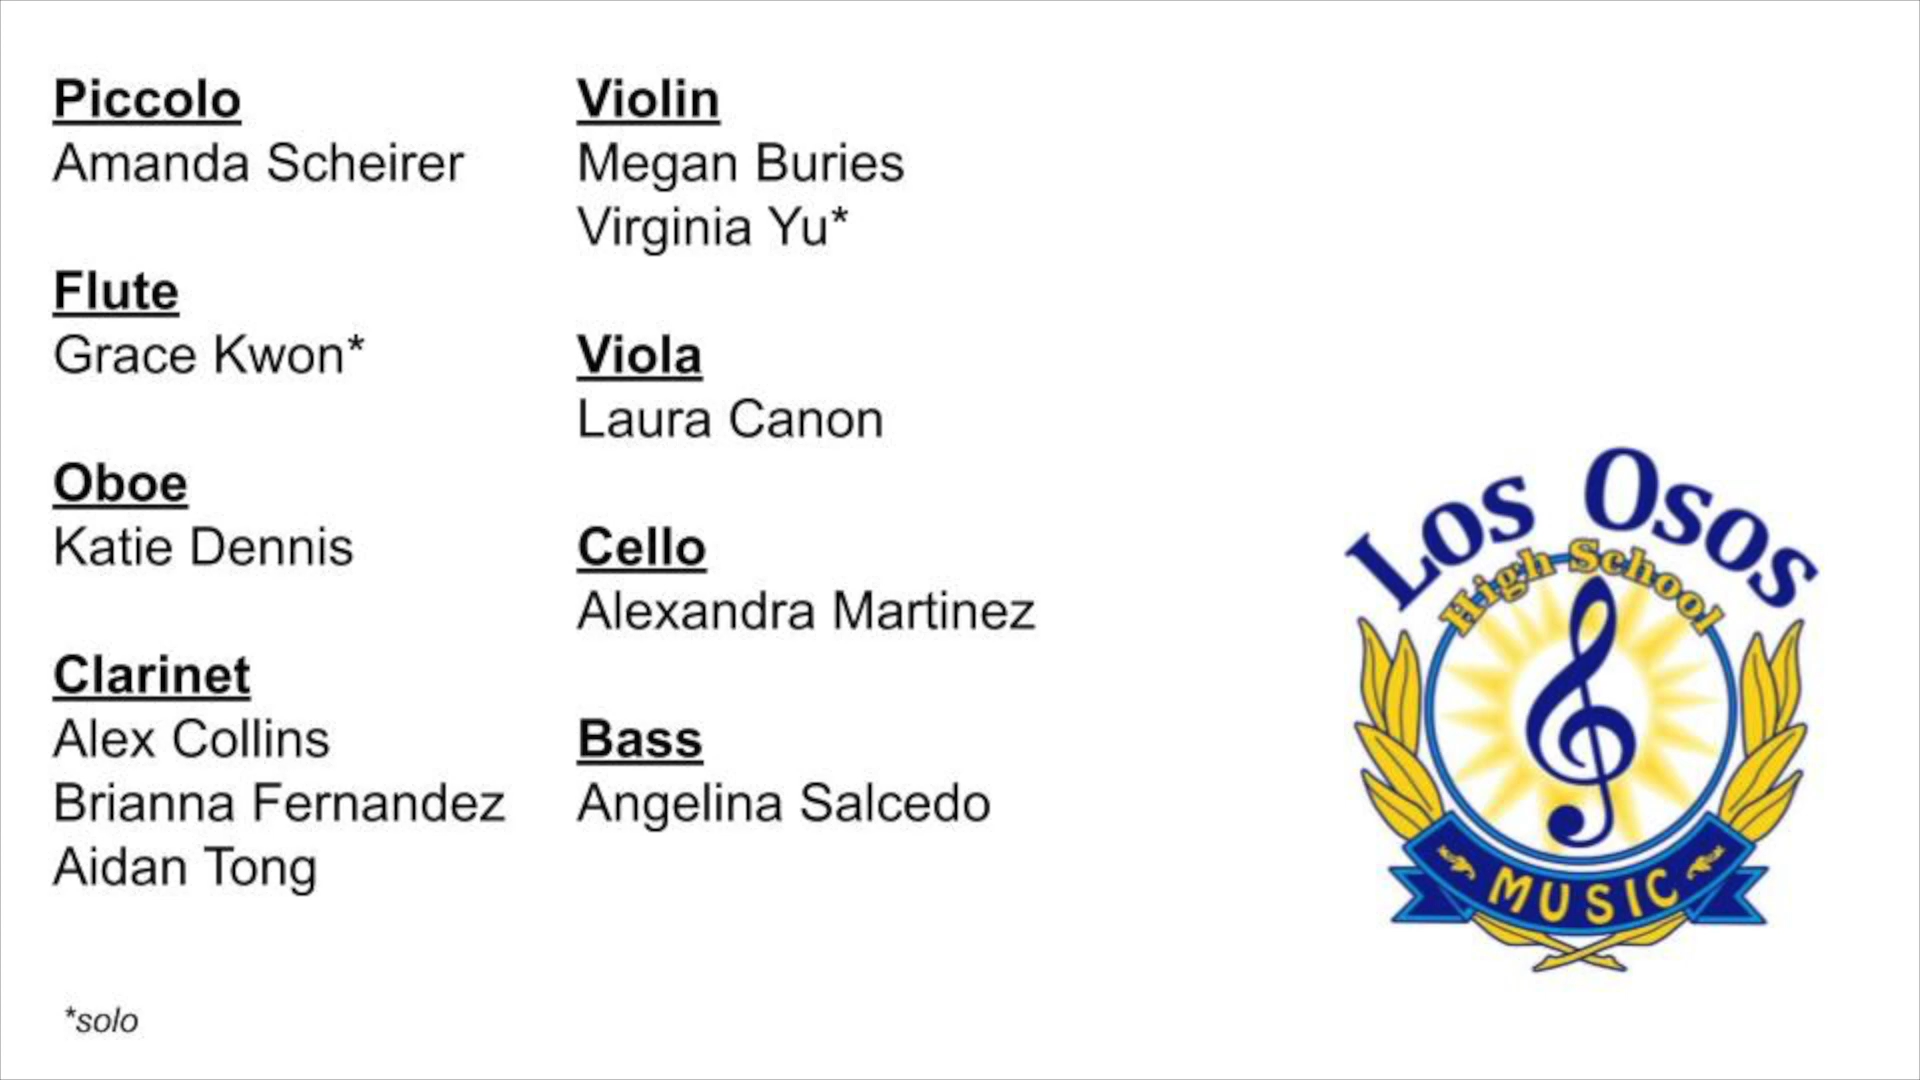 Piccolo
Amanda Scheirer
Flute
Grace Kwon*
Oboe
Katie Dennis
Clarinet
Alex Collins
Brianna Fernandez
Aidan Tong
*solo
Violin
Megan Buries
Virginia Yu*
Viola
Laura Canon
Cello
Alexandra Martinez
Bass
Angelina Salcedo
Los Osos
High School
MUSIC